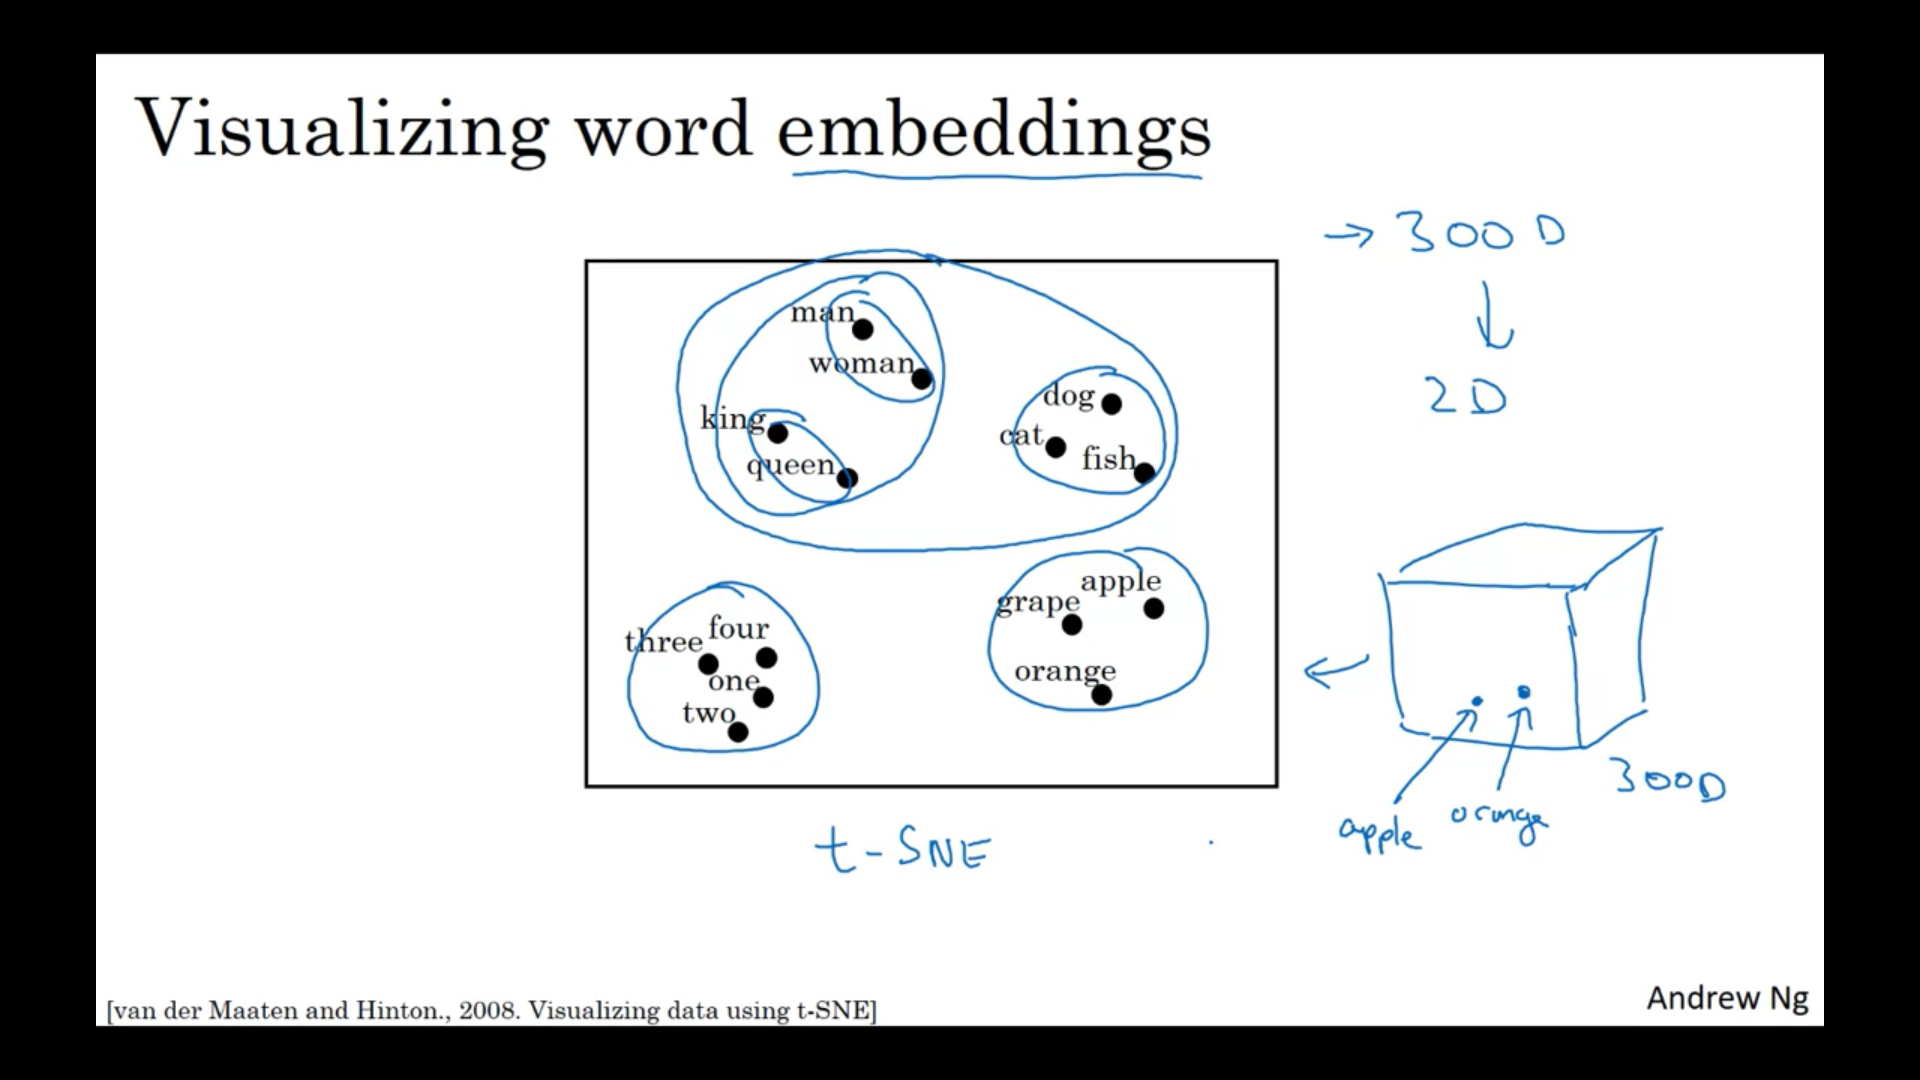 Visualizing word embeddings
→ 300 D
↓
2 D
man
woman
king
queen
dog
cat
fish
apple
grape
orange
four
three
one
two
300D
apple
orange
t-SNE
[van der Maaten and Hinton., 2008. Visualizing data using t-SNE]
Andrew Ng